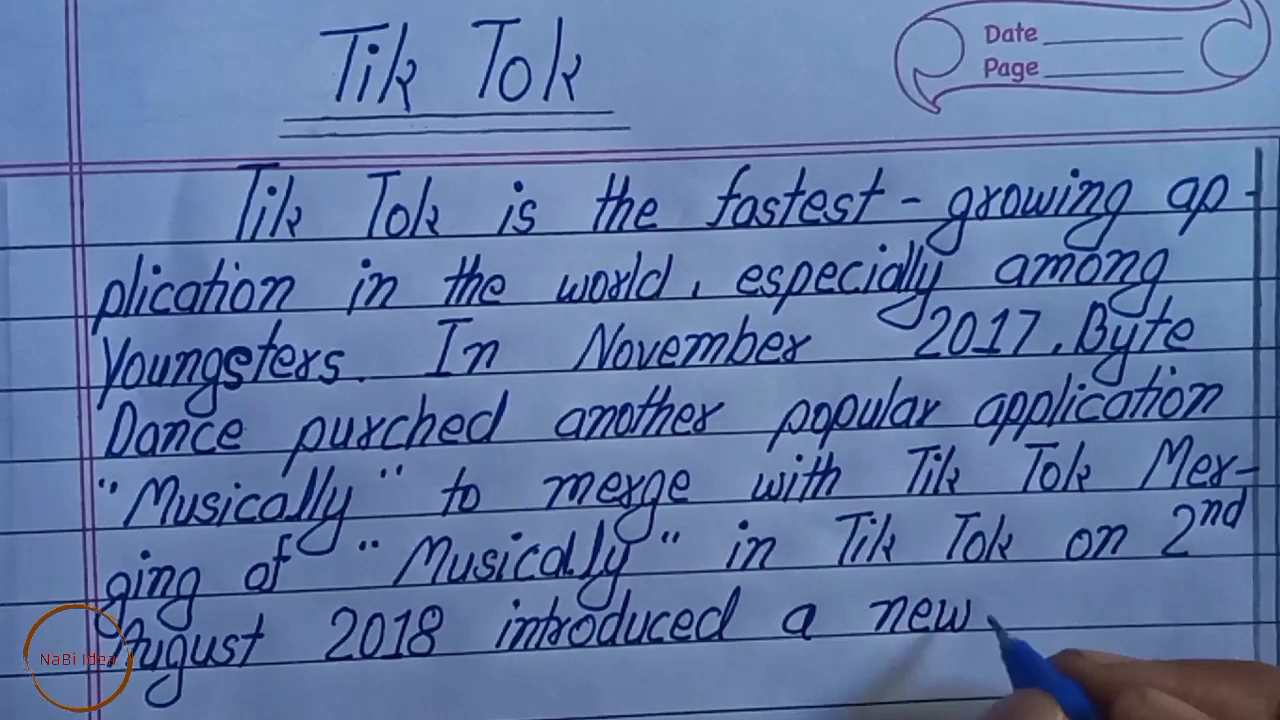 Tik Tok
Date
Page
Tik Tok is the fastest-growing ap-
plication in the world, especially among
Youngsters. In November 2017. Byte
Dance purched another popular application
"Musically" to merge with Tik Tok Mer-
ging of "Musically" in Tik Tok on 2nd
August 2018 introduced a new
NaBi Idea